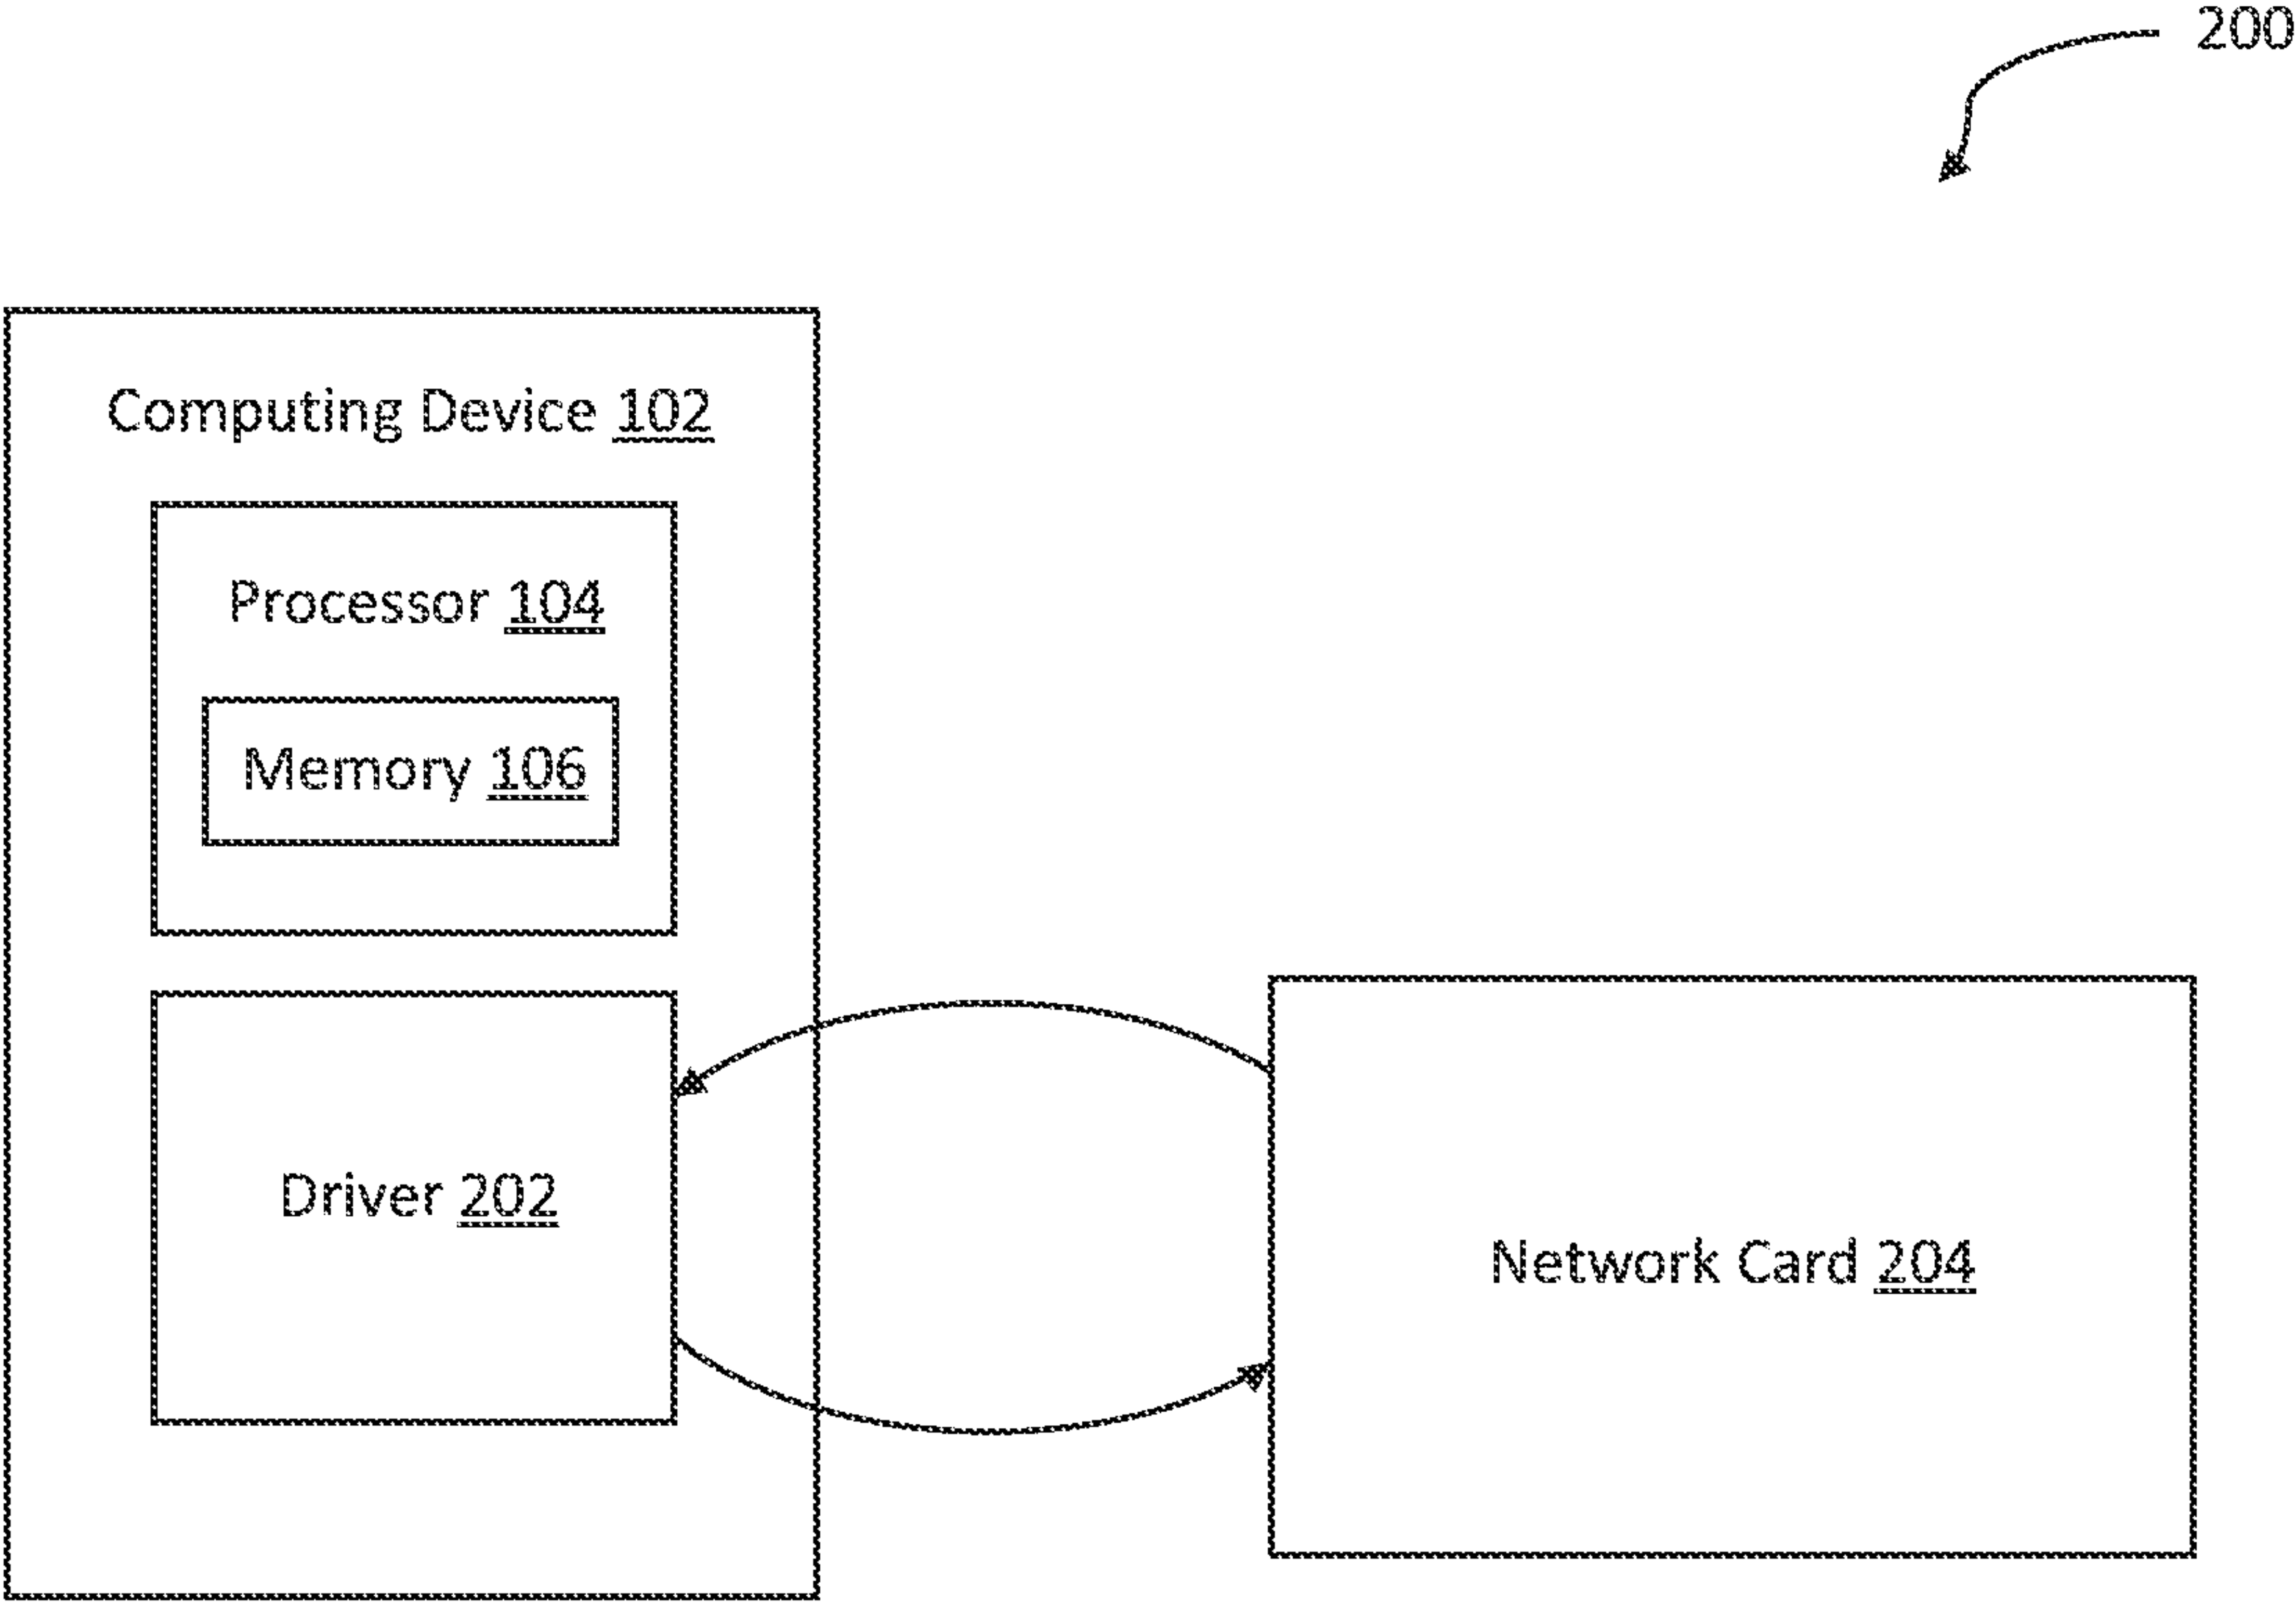 200
Computing Device 102
Processor 104
Memory 106
Driver 202
Network Card 204